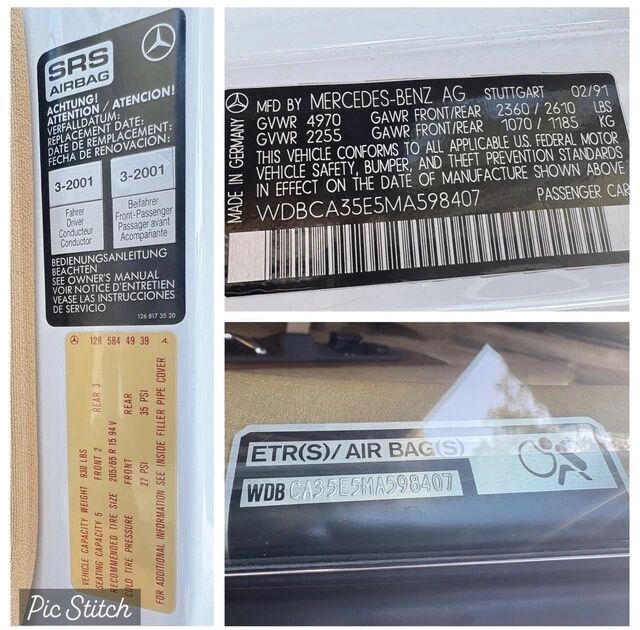 SRS
AIRBAG
ACHTUNG!
ATTENTION / ATENCION!
VERFALLDATUM:
REPLACEMENT DATE:
DATE DE REMPLACEMENT:
FECHA DE RENOVACION:
3-2001
3-2001
Fahrer
Driver
Conducteur
Conductor
Beifahrer
Front-Passenger
Passager avant
Acompañante
BEDIENUNGSANLEITUNG
BEACHTEN
SEE OWNER'S MANUAL
VOIR NOTICE D'ENTRETIEN
VEASE LAS INSTRUCCIONES
DE SERVICIO
126 817 35 20
126 584 49 39 A
VEHICLE CAPACITY WEIGHT 930 LBS
SEATING CAPACITY 5 FRONT 2 REAR 3
RECOMMENDED TIRE SIZE 205/65 R 15 94 V
COLD TIRE PRESSURE FRONT REAR
27 PSI 35 PSI
FOR ADDITIONAL INFORMATION SEE INSIDE FILLER PIPE COVER
Pic Stitch
MADE IN GERMANY
MFD BY MERCEDES-BENZ AG STUTTGART 02/91
GVWR 4970 GAWR FRONT/REAR 2360 / 2610 LBS
GVWR 2255 GAWR FRONT/REAR 1070 / 1185 KG
THIS VEHICLE CONFORMS TO ALL APPLICABLE U.S. FEDERAL MOTOR
VEHICLE SAFETY, BUMPER, AND THEFT PREVENTION STANDARDS
IN EFFECT ON THE DATE OF MANUFACTURE SHOWN ABOVE
WDBCA35E5MA598407 PASSENGER CAR
ETR(S)/ AIR BAG(S)
WDBCA35E5MA598407